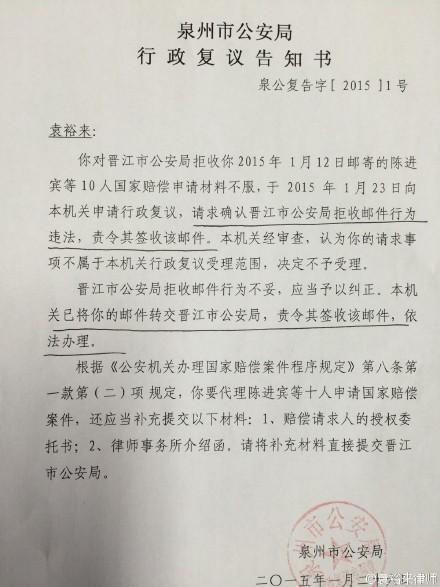 泉州市公安局
行政复议告知书
泉公复告字[2015]1号
袁裕来:
你对晋江市公安局拒收你2015年1月12日邮寄的陈进
宾等10人国家赔偿申请材料不服,于2015年1月23日向
本机关申请行政复议,请求确认晋江市公安局拒收邮件行为
违法,责令其签收该邮件。本机关经审查,认为你的请求事
项不属于本机关行政复议受理范围,决定不予受理。
晋江市公安局拒收邮件行为不妥,应当予以纠正。本机
关已将你的邮件转交晋江市公安局,责令其签收该邮件,依
法办理。
根据《公安机关办理国家赔偿案件程序规定》第八条第
一款第(二)项规定,你要代理陈进宾等十人申请国家赔偿
案件,还应当补充提交以下材料:1、赔偿请求人的授权委
托书;2、律师事务所介绍函。请将补充材料直接提交晋江
市公安局。
泉州市公安局
泉州市公安局
二〇一五年一月二十
@袁裕来律师